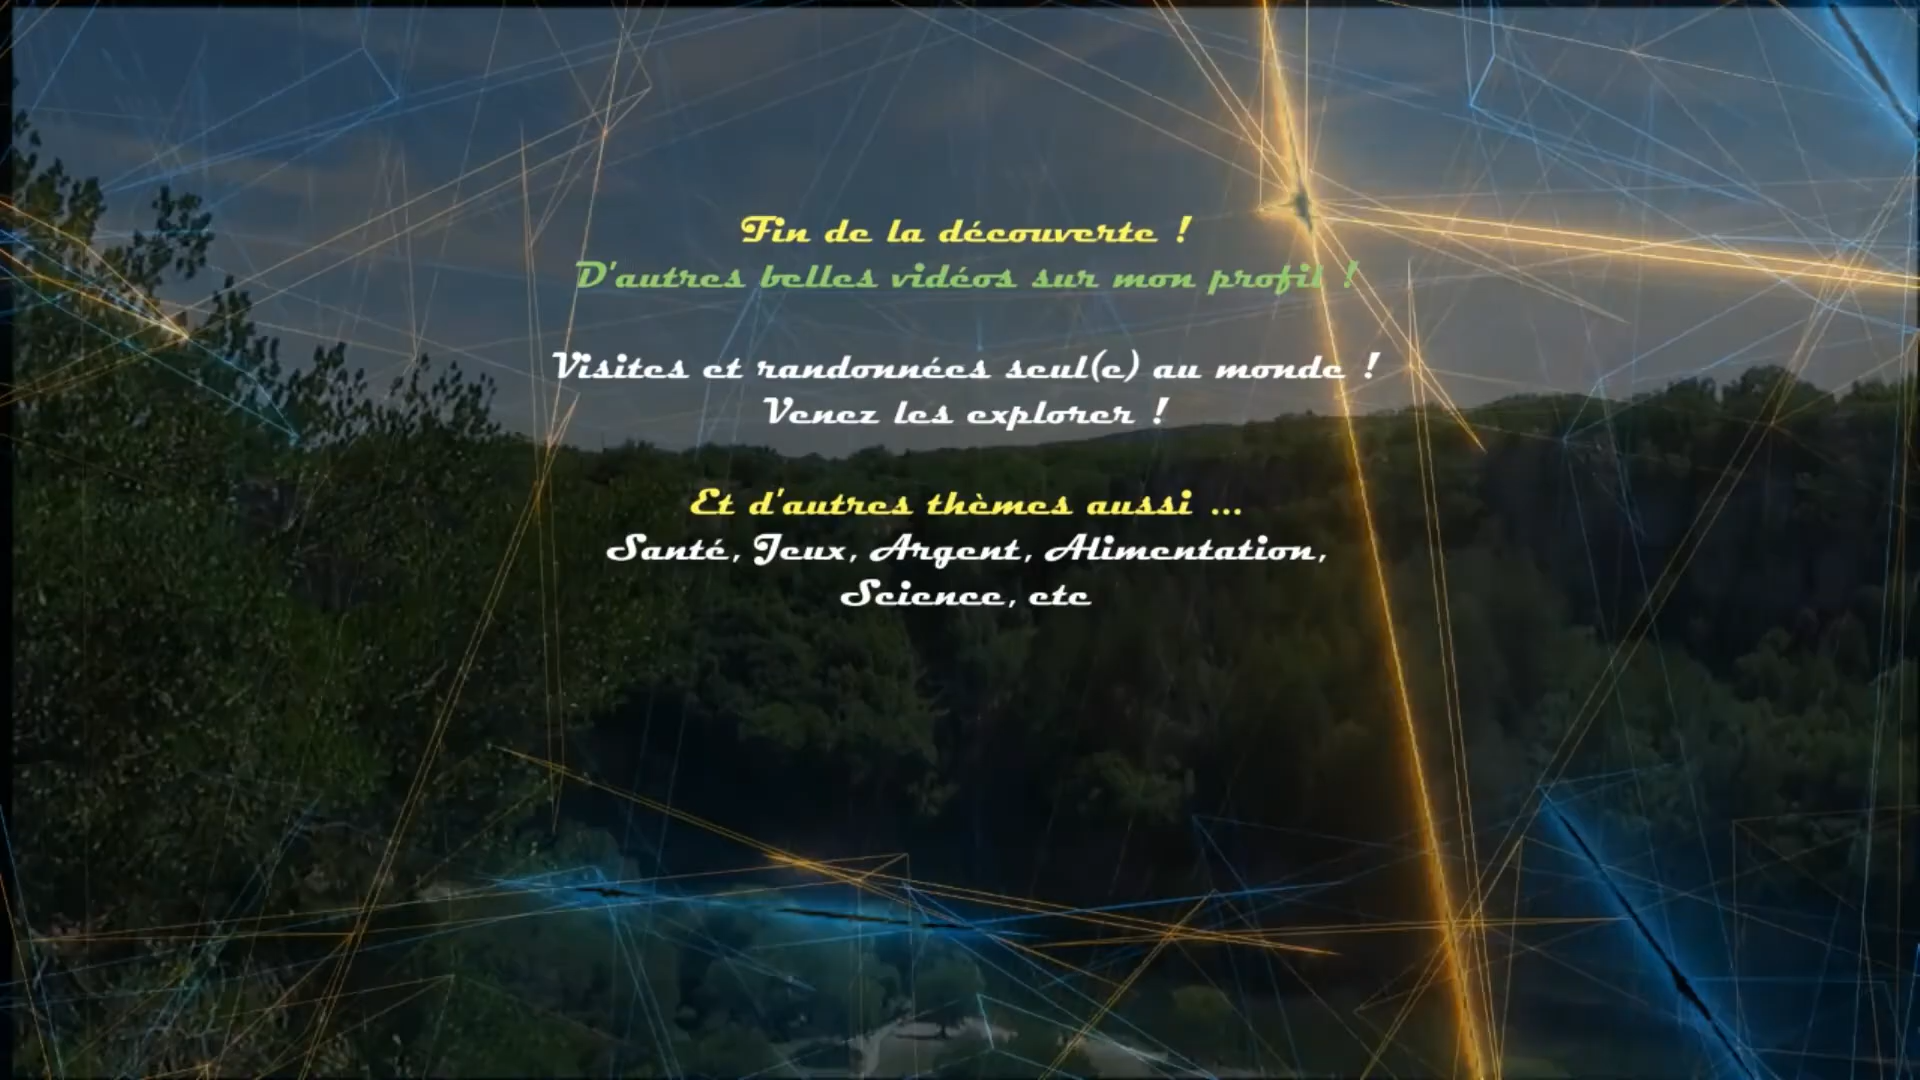 Fin de la découverte !
D'autres belles vidéos sur mon profil !
Visites et randonnées seul(e) au monde !
Venez les explorer !
Et d'autres thèmes aussi ...
Santé, Jeux, Argent, Alimentation,
Science, etc